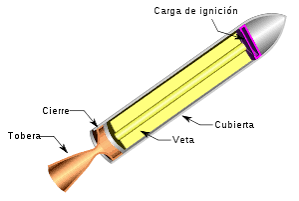 Carga de ignición
Cierre
Cubierta
Tobera
Veta